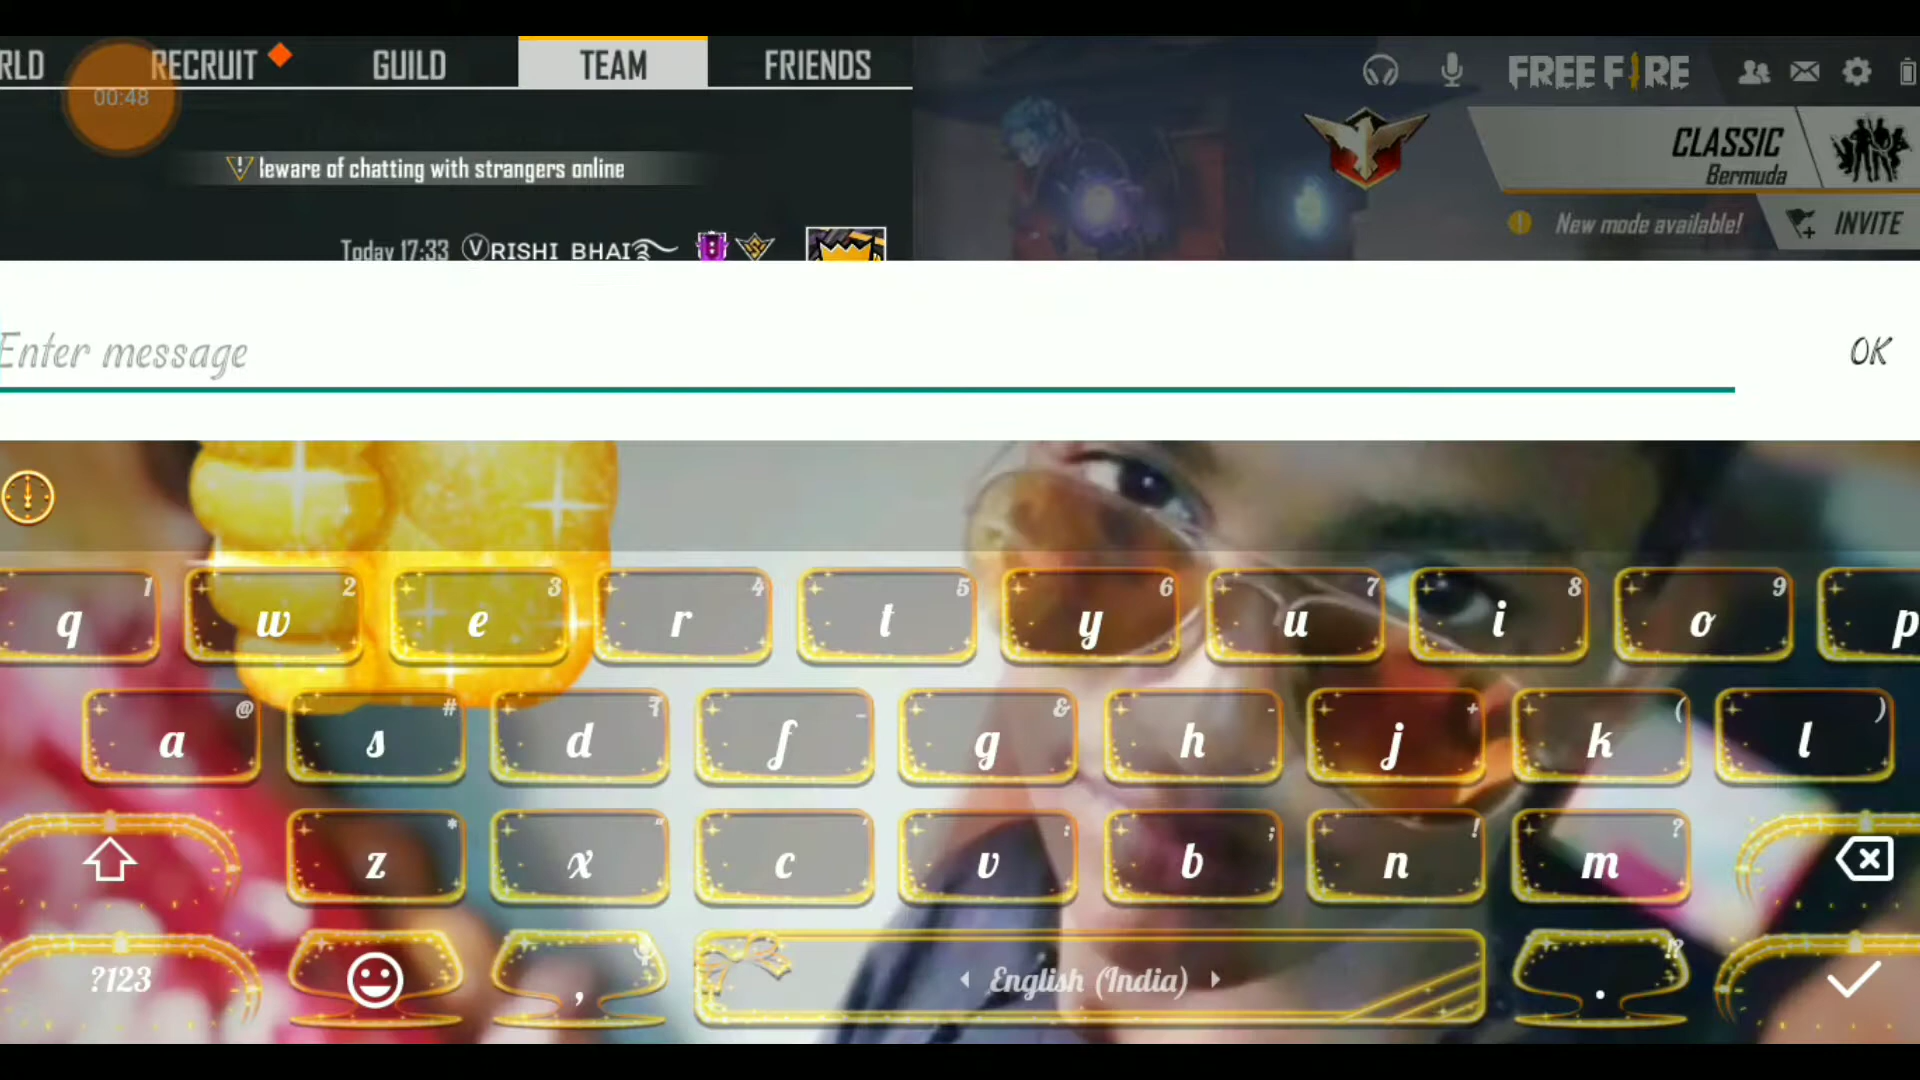 RLD RECRUIT GUILD TEAM FRIENDS
00:48
leware of chatting with strangers online
Today 17:33 ⓋRISHI BHAI
FREE FIRE
CLASSIC
Bermuda
New mode available!
INVITE
Enter message
OK
q 1 w 2 e 3 r 4 t 5 y 6 u 7 i 8 o 9 p
a @ s # d ₹ f _ g & h - j + k ( l )
z * x " c ' v : b ; n ! m ?
?123 , English (India) . !?